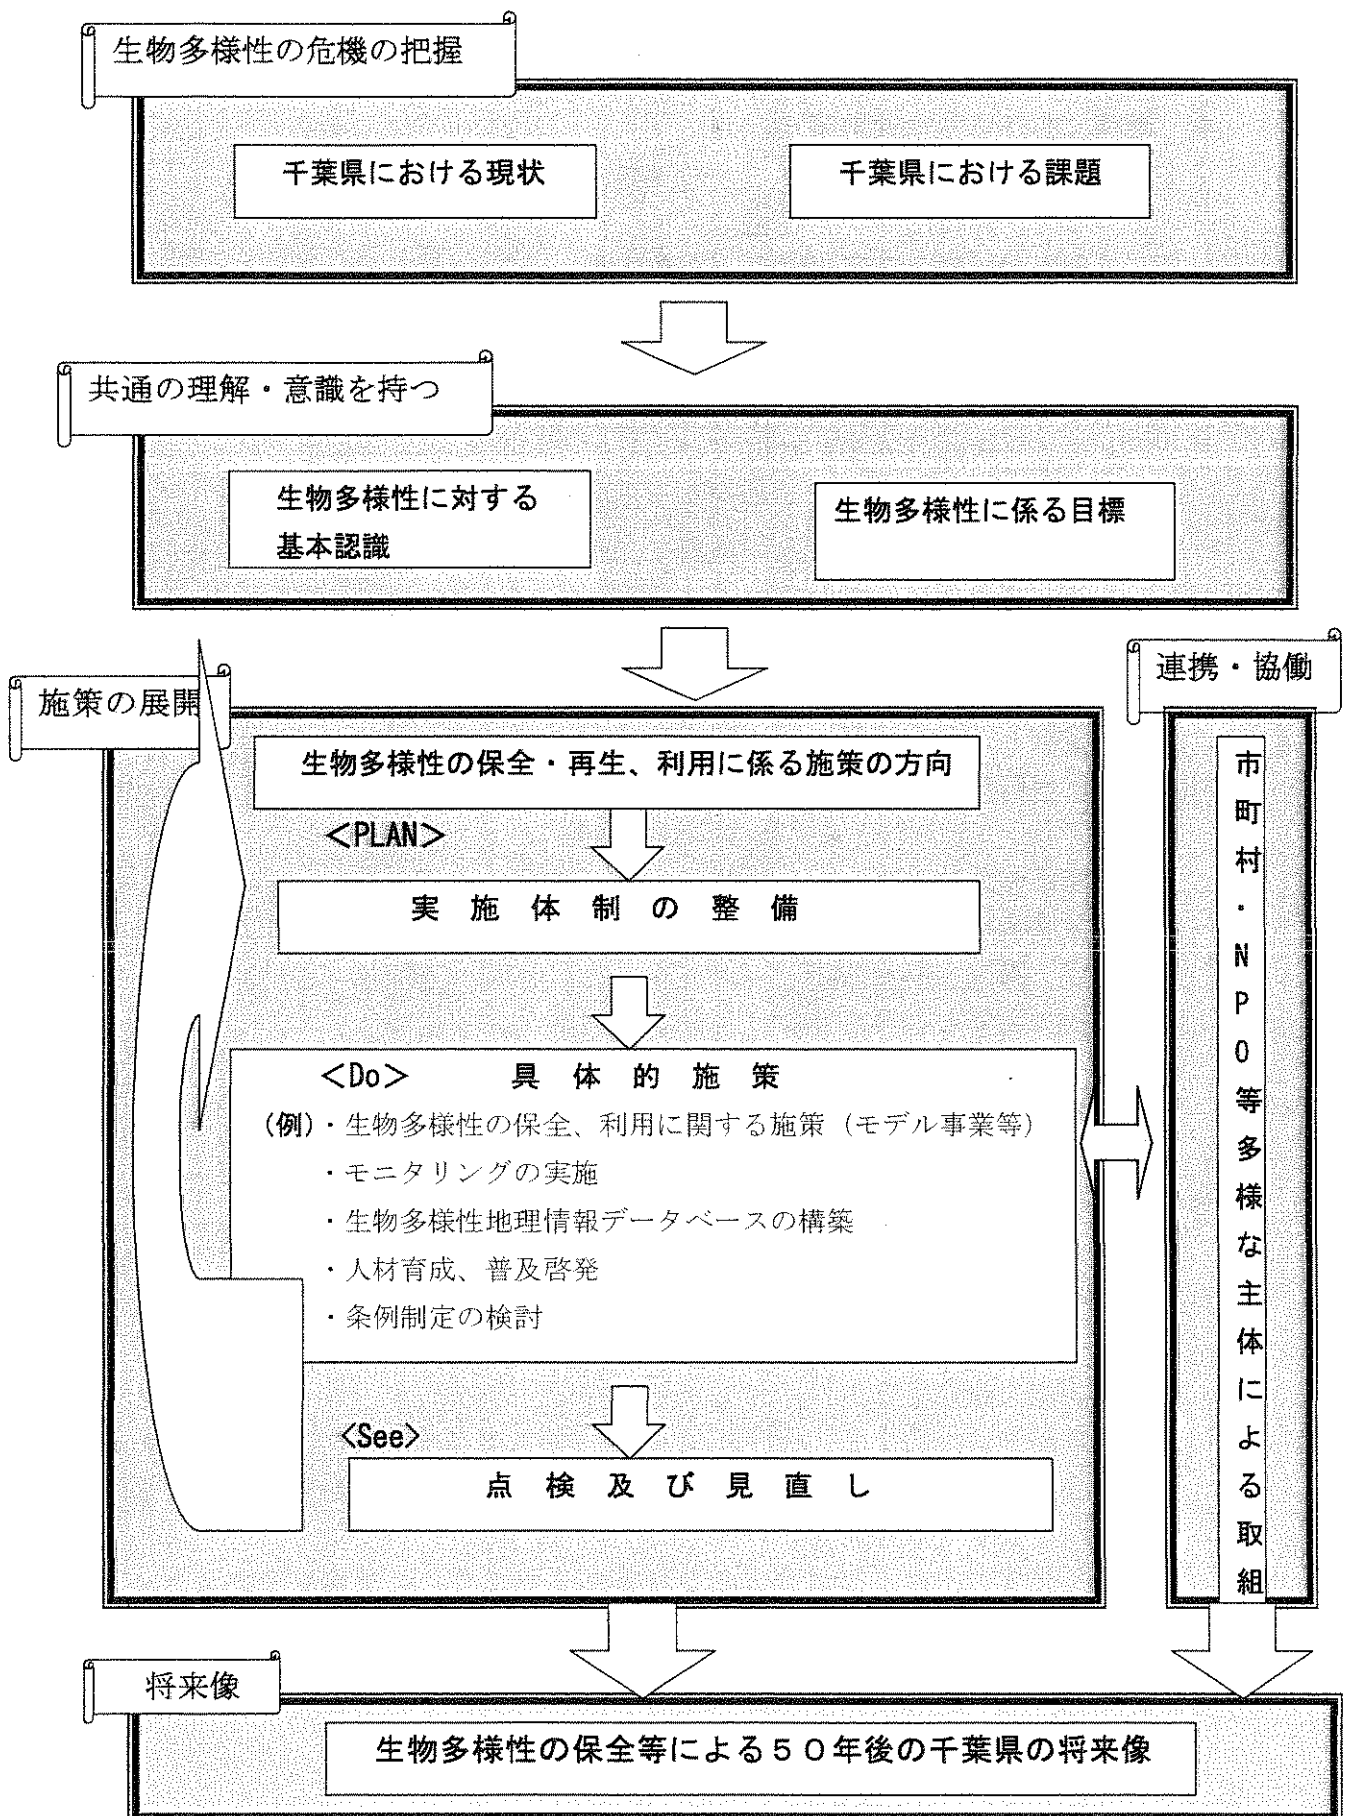 生物多様性の危機の把握
千葉県における現状
千葉県における課題
共通の理解・意識を持つ
生物多様性に対する
基本認識
生物多様性に係る目標
施策の展開
連携・協働
生物多様性の保全・再生、利用に係る施策の方向
<PLAN>
実施体制の整備
<Do> 具体的施策
(例)・生物多様性の保全、利用に関する施策（モデル事業等）
・モニタリングの実施
・生物多様性地理情報データベースの構築
・人材育成、普及啓発
・条例制定の検討
<See>
点検及び見直し
市町村・NPO等多様な主体による取組
将来像
生物多様性の保全等による５０年後の千葉県の将来像